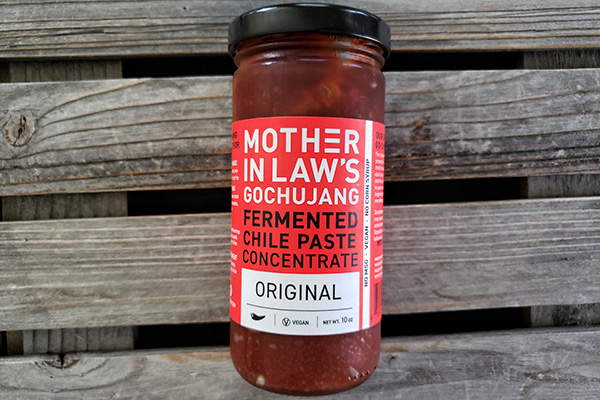 MOTHER
IN LAW'S
GOCHUJANG
FERMENTED
CHILE PASTE
CONCENTRATE
ORIGINAL
VEGAN
NET WT. 10 oz
NO MSG • VEGAN • NO CORN SYRUP